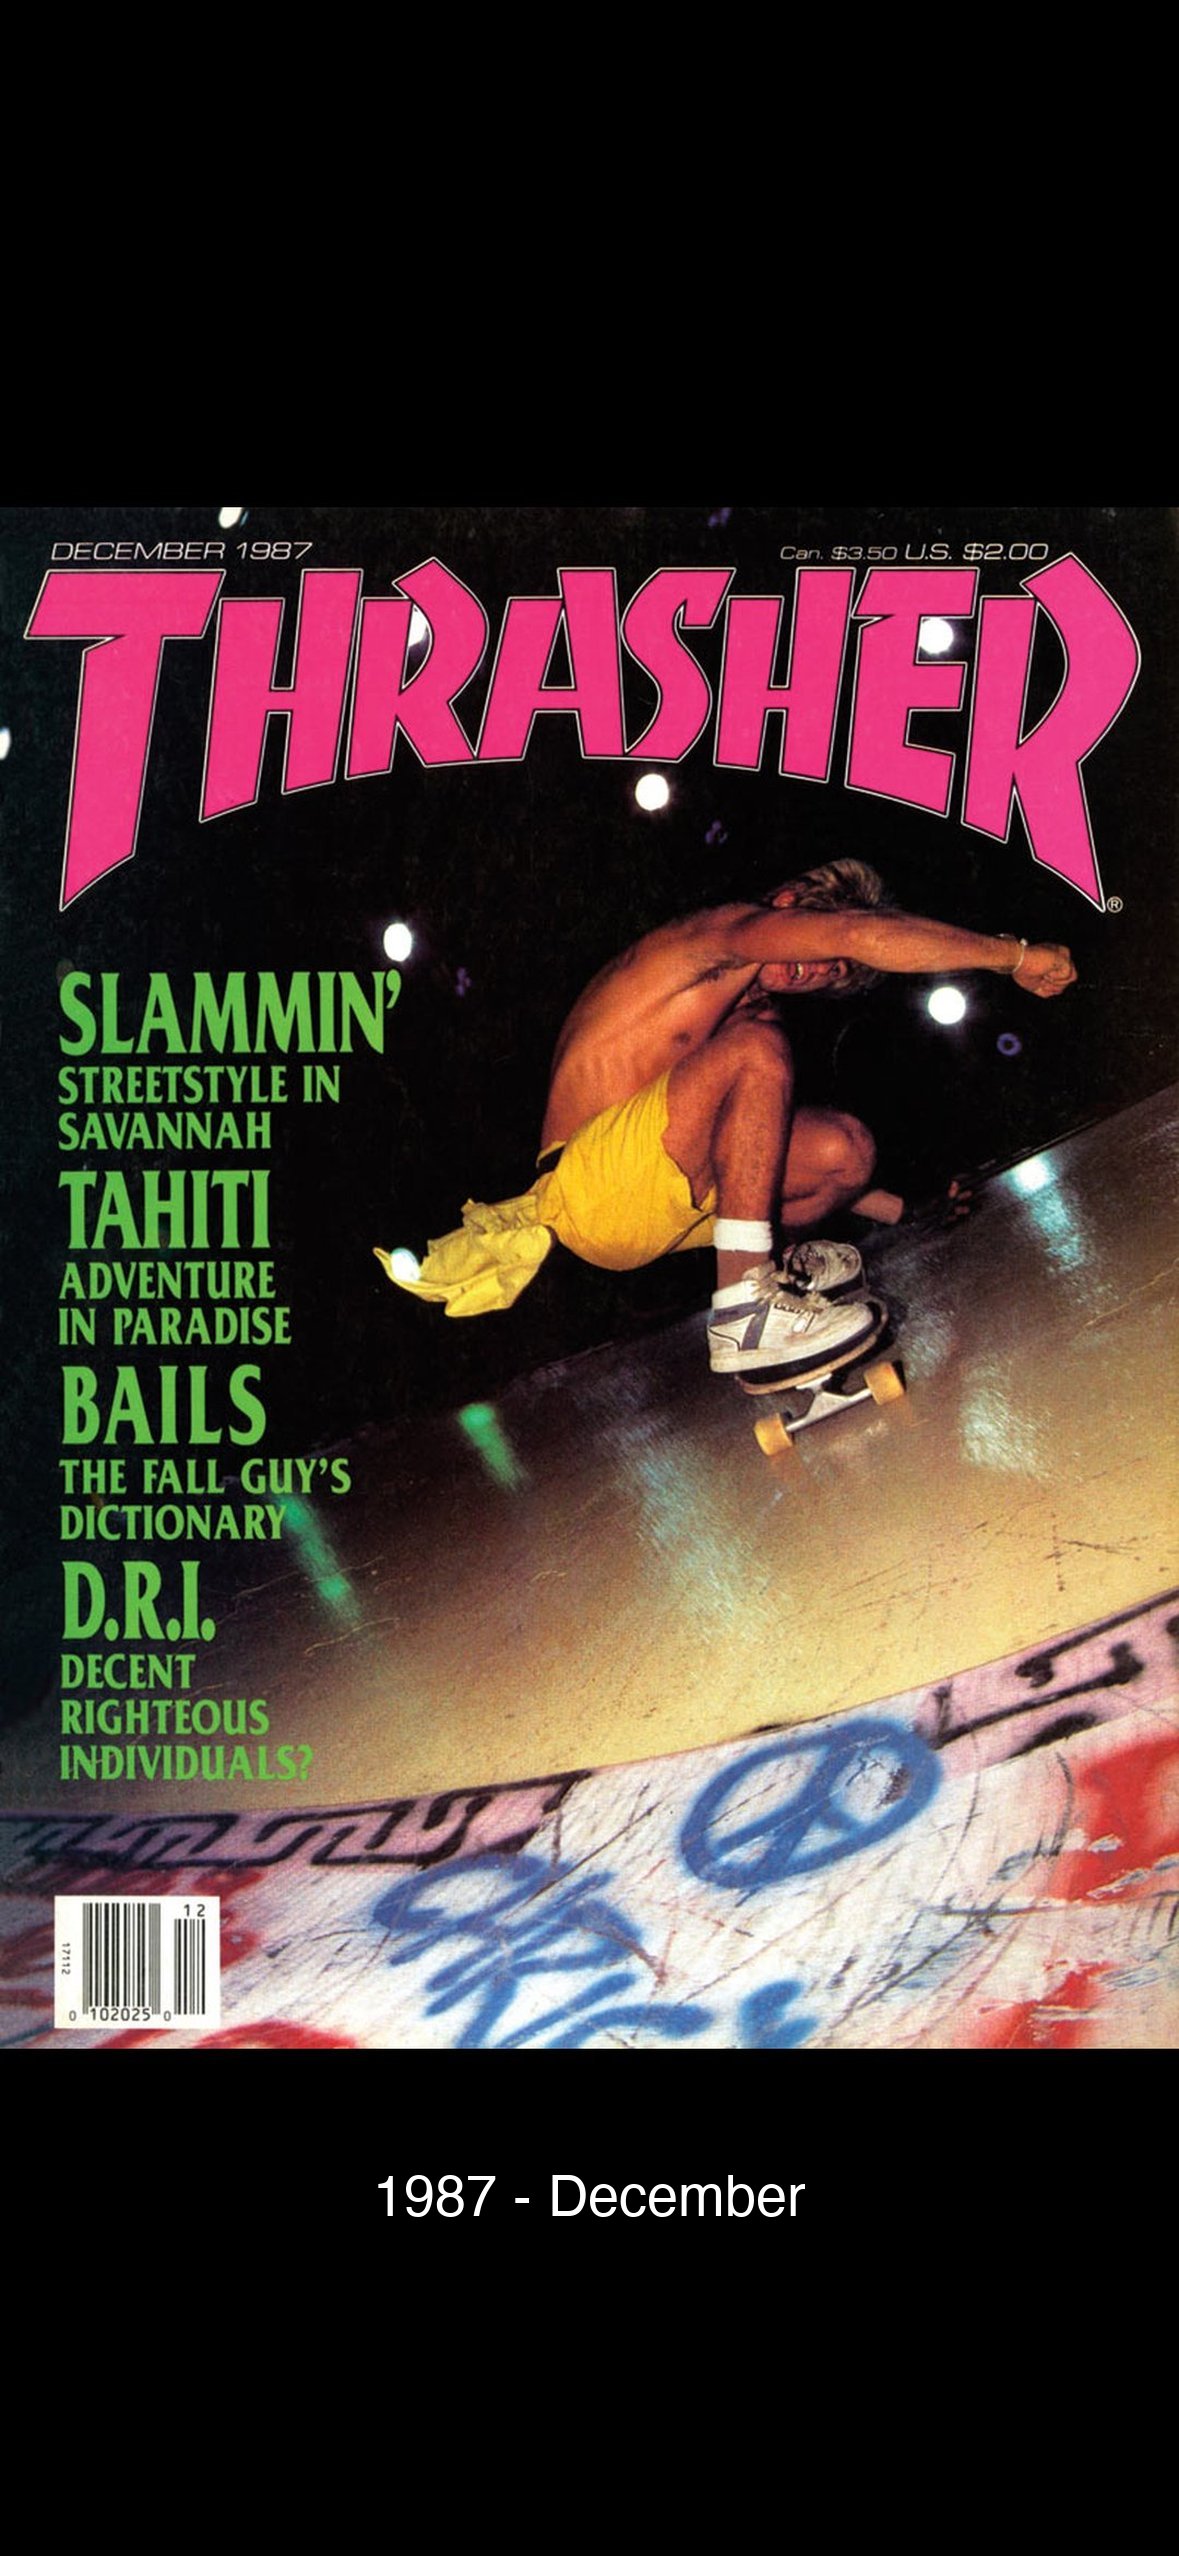 DECEMBER 1987
Can. $3.50 U.S. $2.00
THRASHER®
SLAMMIN'
STREETSTYLE IN
SAVANNAH
TAHITI
ADVENTURE
IN PARADISE
BAILS
THE FALL GUY'S
DICTIONARY
D.R.I.
DECENT
RIGHTEOUS
INDIVIDUALS?
12
17112
0 102025 0
1987 - December